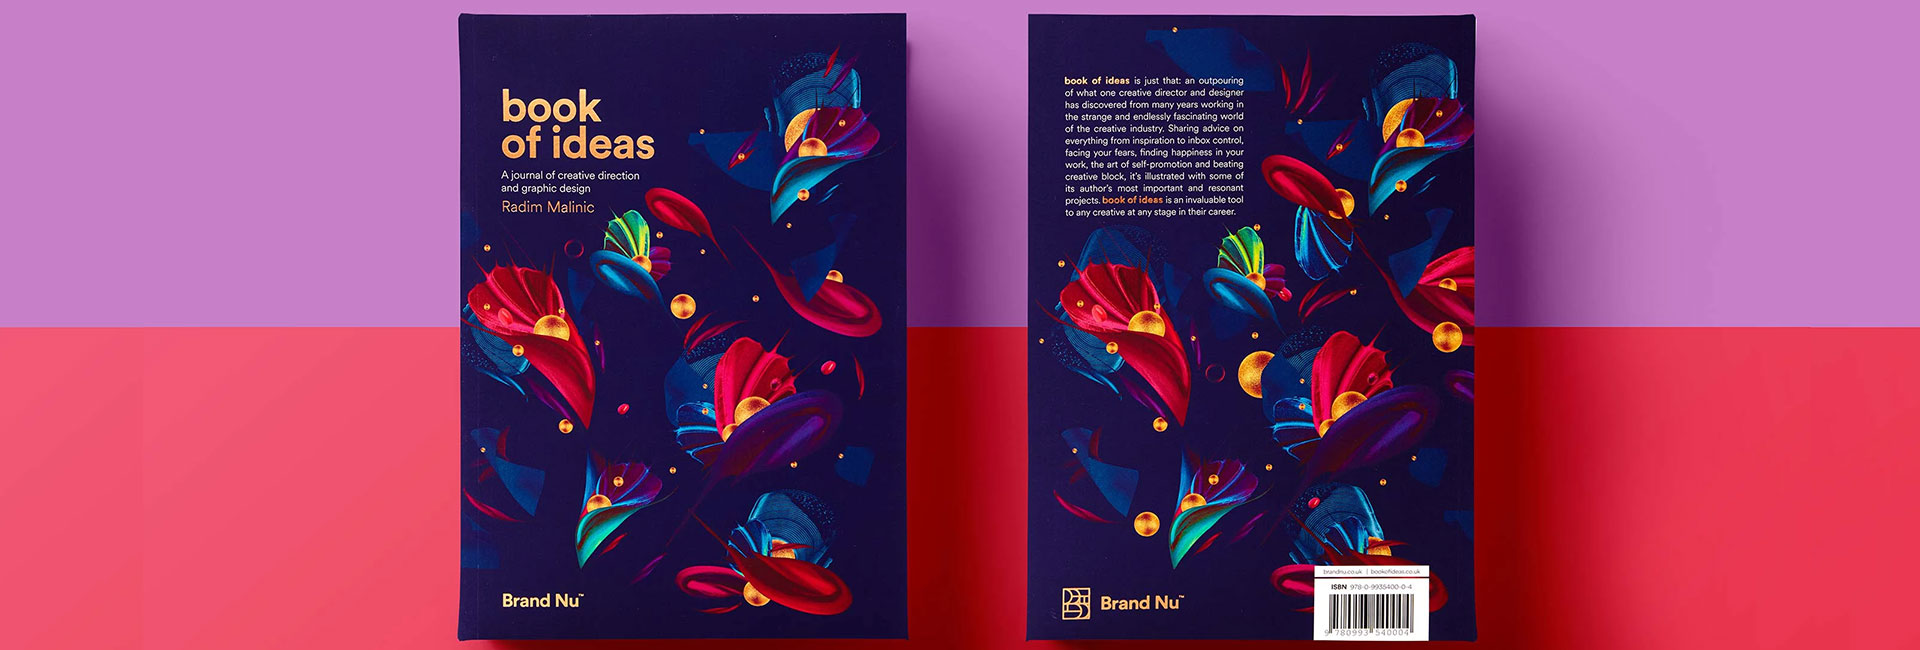 book
of ideas
A journal of creative direction
and graphic design
Radim Malinic
Brand Nu™
book of ideas is just that: an outpouring
of what one creative director and designer
has discovered from many years working in
the strange and endlessly fascinating world
of the creative industry. Sharing advice on
everything from inspiration to inbox control,
facing your fears, finding happiness in your
work, the art of self-promotion and beating
creative block, it's illustrated with some of
its author's most important and resonant
projects. book of ideas is an invaluable tool
to any creative at any stage in their career.
Brand Nu™
brandnu.co.uk | bookofideas.co.uk
ISBN 978-0-9935400-0-4
9 780993 540004